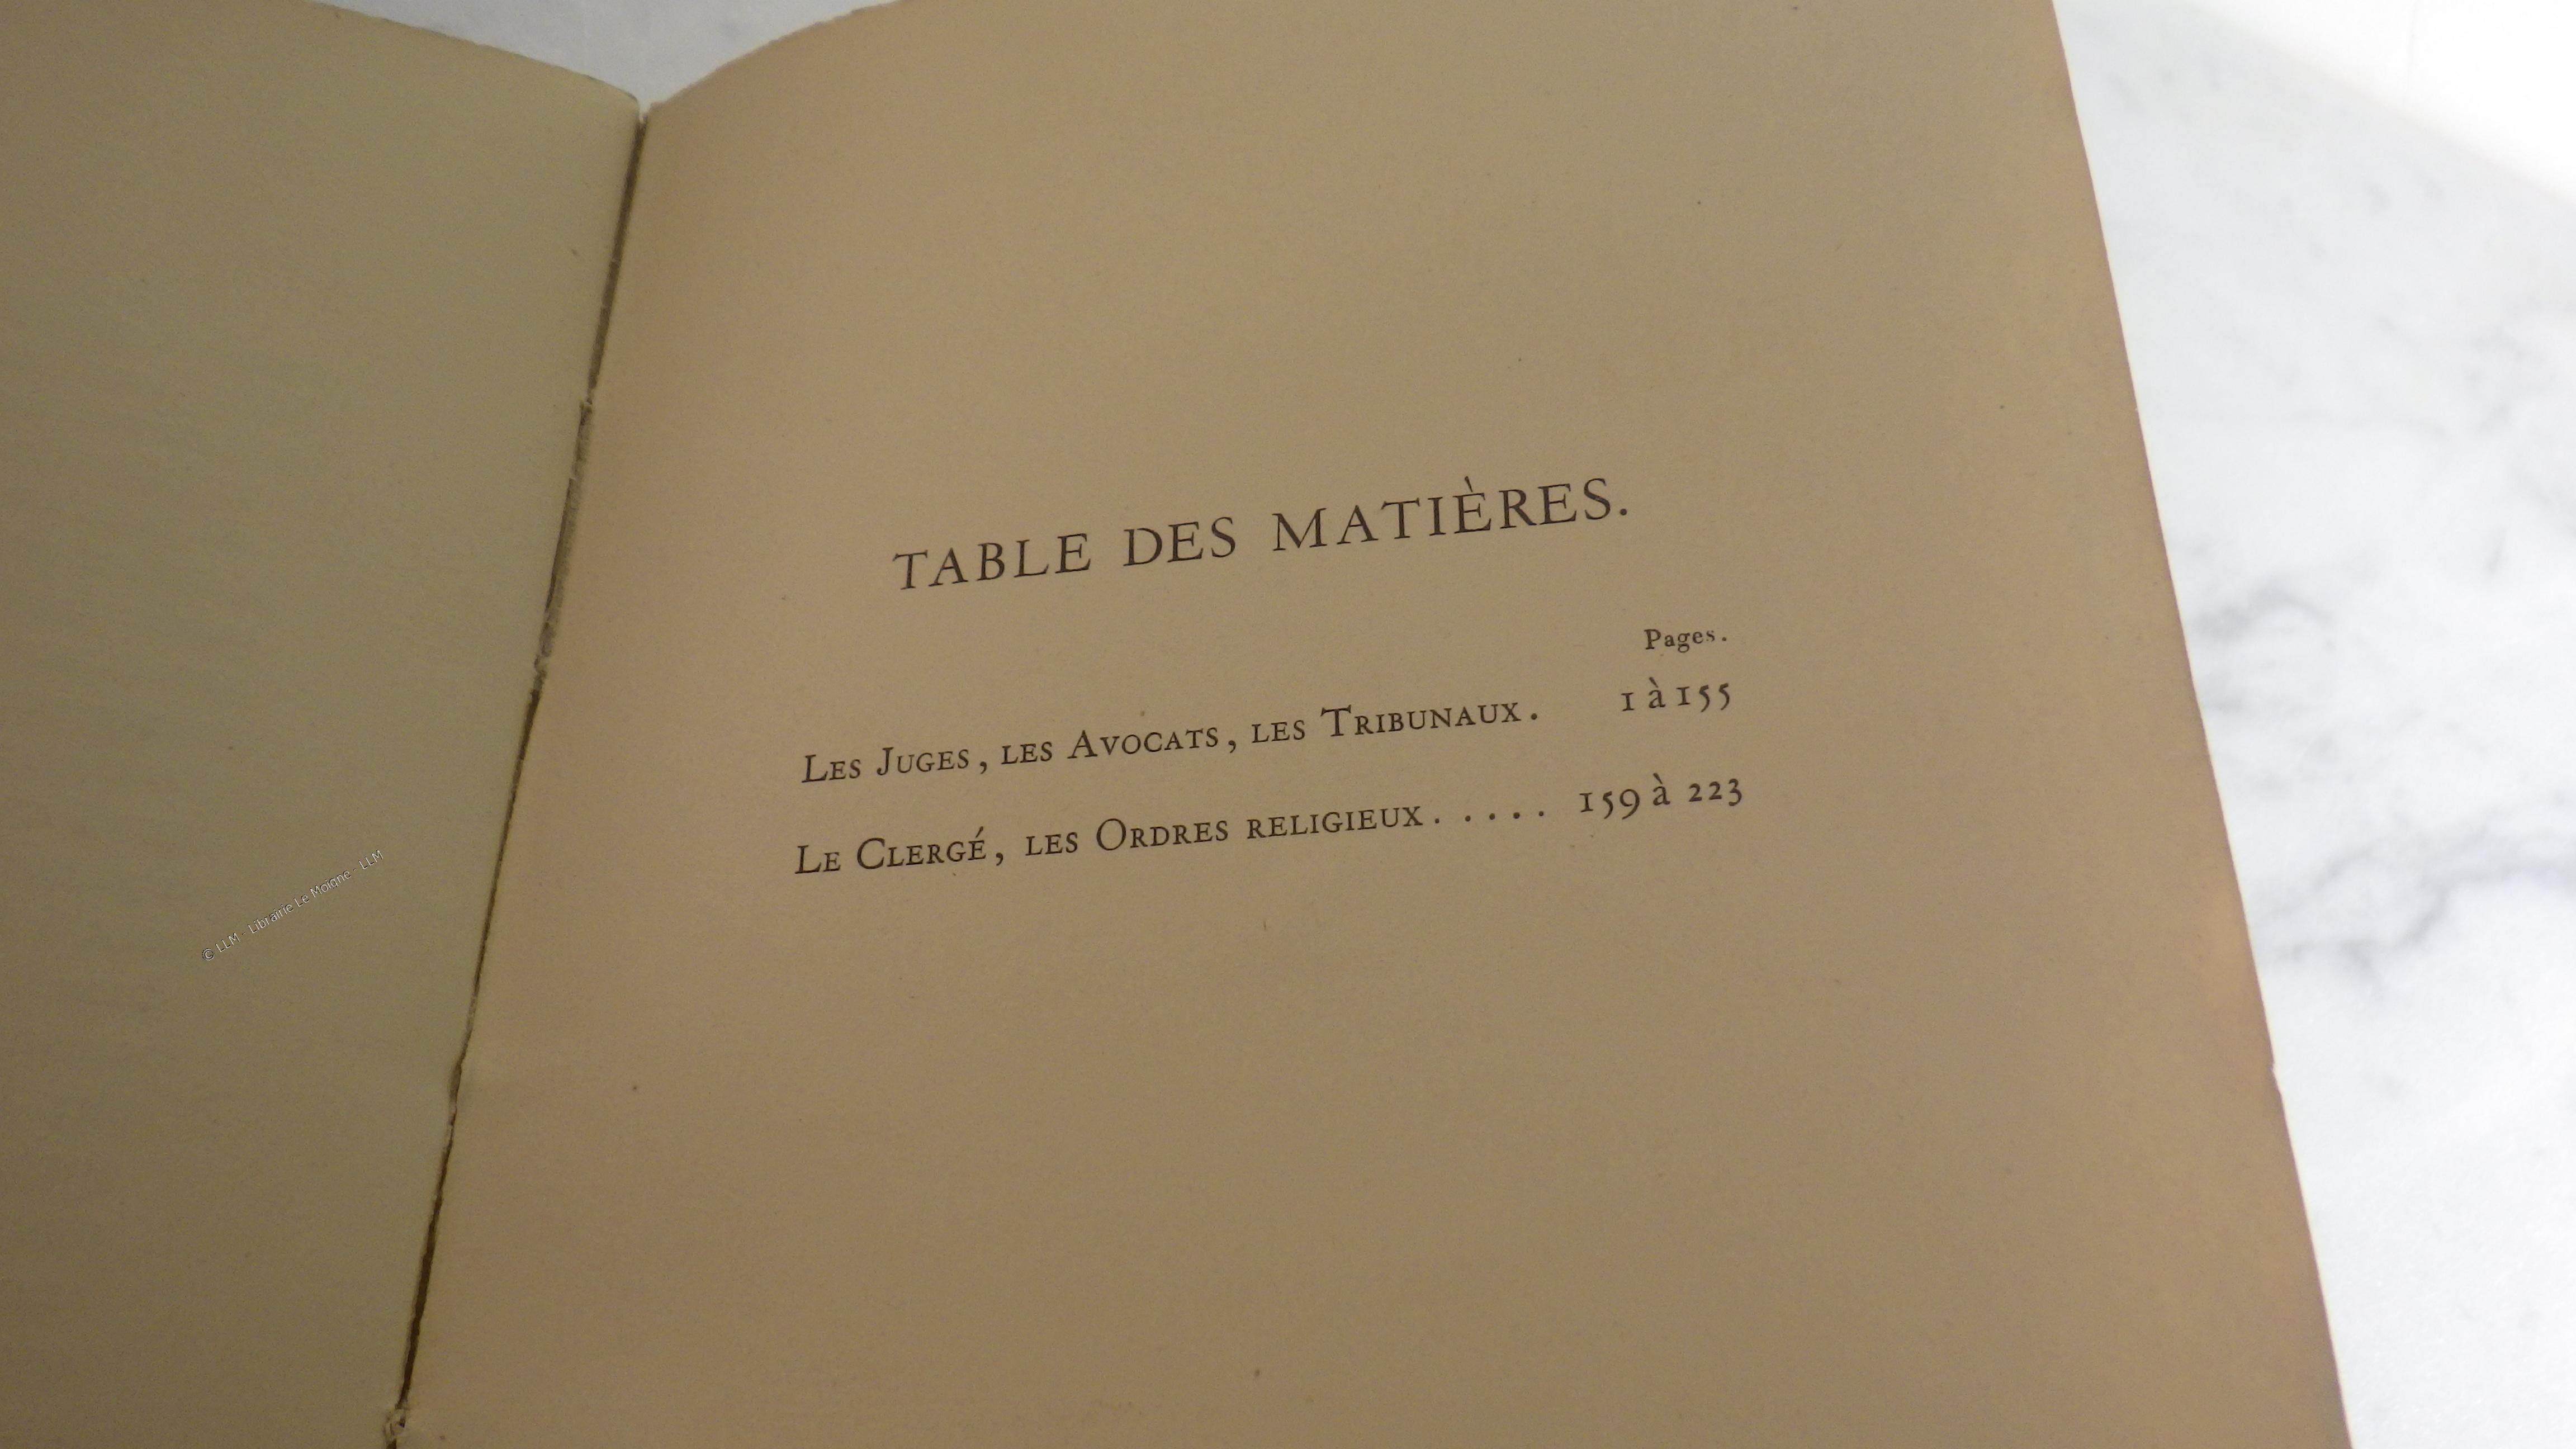 TABLE DES MATIÈRES.
Pages.
Les Juges, les Avocats, les Tribunaux. 1 à 155
Le Clergé, les Ordres religieux. . . . . 159 à 223
© LLM - Librairie Le Moigne - LLM